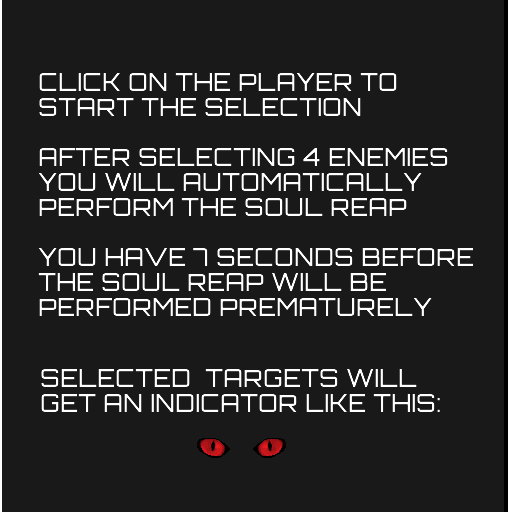 CLICK ON THE PLAYER TO
START THE SELECTION
AFTER SELECTING 4 ENEMIES
YOU WILL AUTOMATICALLY
PERFORM THE SOUL REAP
YOU HAVE 7 SECONDS BEFORE
THE SOUL REAP WILL BE
PERFORMED PREMATURELY
SELECTED TARGETS WILL
GET AN INDICATOR LIKE THIS: